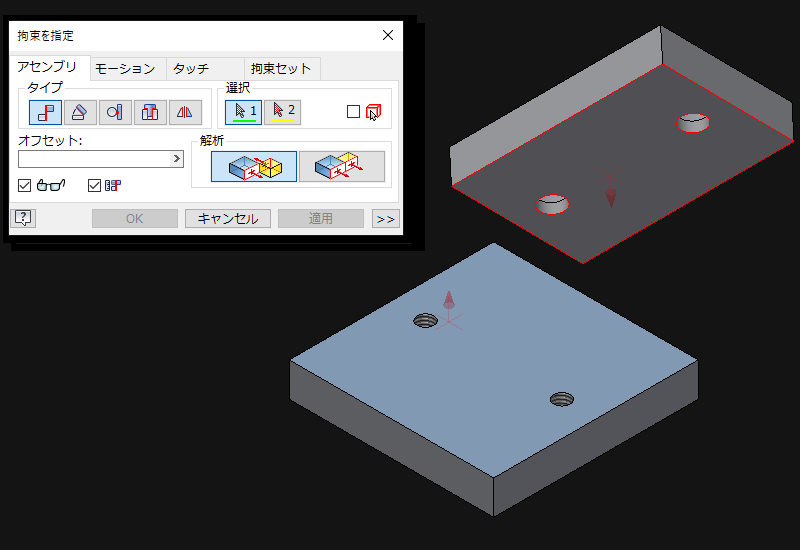 拘束を指定
アセンブリ モーション タッチ 拘束セット
タイプ
選択
1 2
オフセット:
解析
?
OK キャンセル 適用 >>